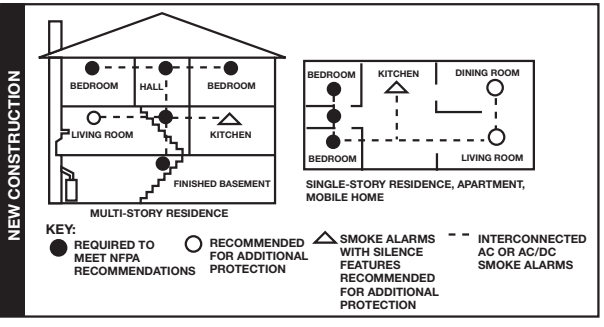 NEW CONSTRUCTION
BEDROOM
HALL
BEDROOM
LIVING ROOM
KITCHEN
FINISHED BASEMENT
MULTI-STORY RESIDENCE
BEDROOM
KITCHEN
DINING ROOM
BEDROOM
LIVING ROOM
SINGLE-STORY RESIDENCE, APARTMENT,
MOBILE HOME
KEY:
REQUIRED TO
MEET NFPA
RECOMMENDATIONS
RECOMMENDED
FOR ADDITIONAL
PROTECTION
SMOKE ALARMS
WITH SILENCE
FEATURES
RECOMMENDED
FOR ADDITIONAL
PROTECTION
INTERCONNECTED
AC OR AC/DC
SMOKE ALARMS